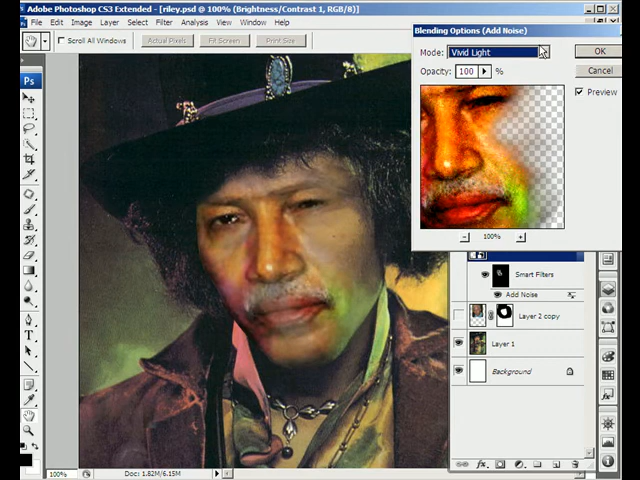 Adobe Photoshop CS3 Extended - [riley.psd @ 100% (Brightness/Contrast 1, RGB/8)]
File Edit Image Layer Select Filter Analysis View Window Help
Scroll All Windows Actual Pixels Fit Screen Print Size
Ps
T
Blending Options (Add Noise)
Mode: Vivid Light
OK
Opacity: 100 %
Cancel
Preview
100%
Smart Filters
Add Noise
Layer 2 copy
Layer 1
Background
fx.
100% Doc: 1.82M/6.15M